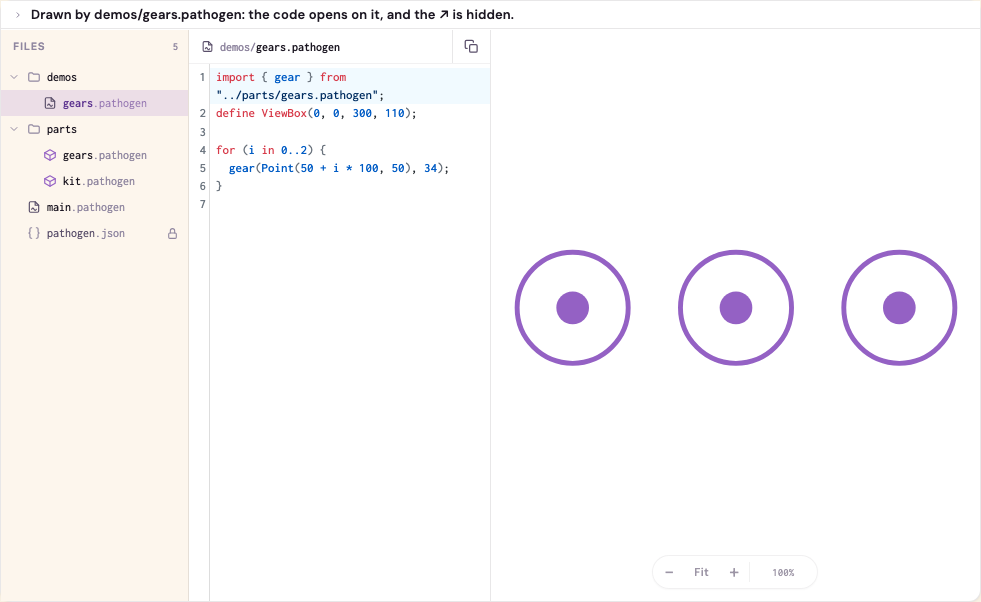 Drawn by demos/gears.pathogen: the code opens on it, and the ↗ is hidden.
FILES 5
demos
gears.pathogen
parts
gears.pathogen
kit.pathogen
main.pathogen
{} pathogen.json
demos/gears.pathogen
1 import { gear } from
"../parts/gears.pathogen";
2 define ViewBox(0, 0, 300, 110);
3
4 for (i in 0..2) {
5 gear(Point(50 + i * 100, 50), 34);
6 }
7
− Fit + 100%